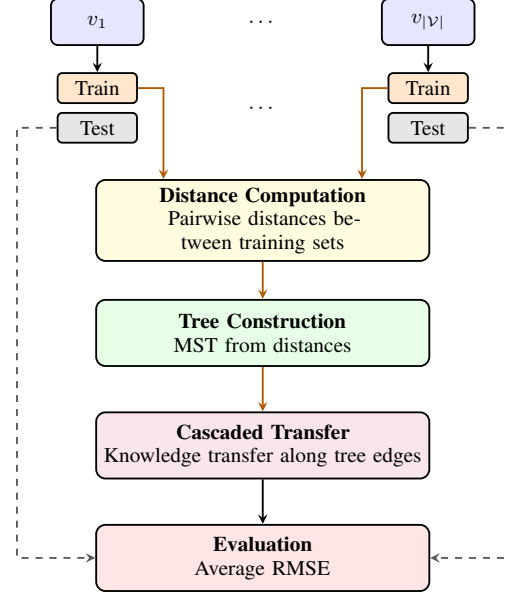 v₁ ... v|𝒱|
Train ... Train
Test Test
Distance Computation
Pairwise distances be-
tween training sets
Tree Construction
MST from distances
Cascaded Transfer
Knowledge transfer along tree edges
Evaluation
Average RMSE